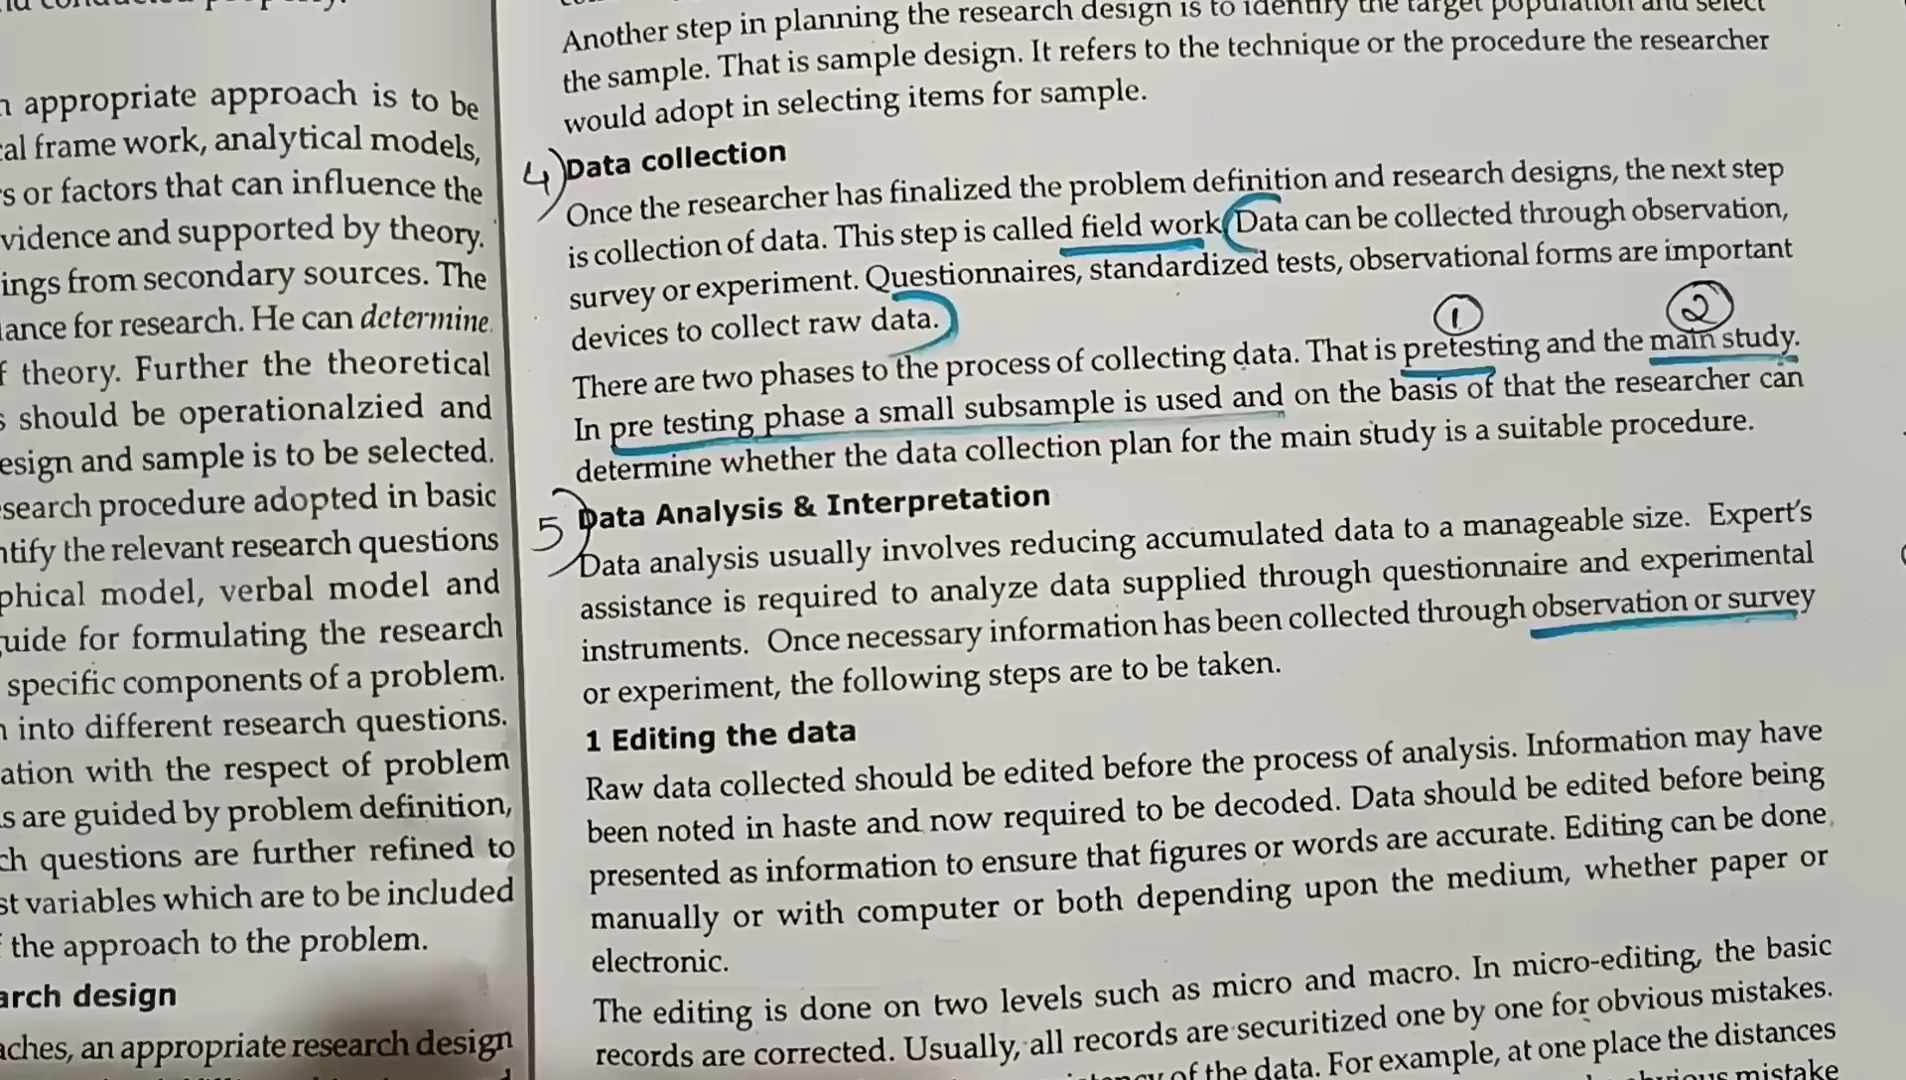 appropriate approach is to be
frame work, analytical models,
or factors that can influence the
and supported by theory.
from secondary sources. The
for research. He can determine
theory. Further the theoretical
should be operationalzied and
and sample is to be selected.
procedure adopted in basic
the relevant research questions
model, verbal model and
for formulating the research
specific components of a problem.
into different research questions.
with the respect of problem
are guided by problem definition,
questions are further refined to
variables which are to be included
the approach to the problem.
design
an appropriate research design
Another step in planning the research design is to identify the target population and select
the sample. That is sample design. It refers to the technique or the procedure the researcher
would adopt in selecting items for sample.
4) Data collection
Once the researcher has finalized the problem definition and research designs, the next step
is collection of data. This step is called field work. Data can be collected through observation,
survey or experiment. Questionnaires, standardized tests, observational forms are important
devices to collect raw data.
1 2
There are two phases to the process of collecting data. That is pretesting and the main study.
In pre testing phase a small subsample is used and on the basis of that the researcher can
determine whether the data collection plan for the main study is a suitable procedure.
5) Data Analysis & Interpretation
Data analysis usually involves reducing accumulated data to a manageable size. Expert's
assistance is required to analyze data supplied through questionnaire and experimental
instruments. Once necessary information has been collected through observation or survey
or experiment, the following steps are to be taken.
1 Editing the data
Raw data collected should be edited before the process of analysis. Information may have
been noted in haste and now required to be decoded. Data should be edited before being
presented as information to ensure that figures or words are accurate. Editing can be done
manually or with computer or both depending upon the medium, whether paper or
electronic.
The editing is done on two levels such as micro and macro. In micro-editing, the basic
records are corrected. Usually, all records are securitized one by one for obvious mistakes.
of the data. For example, at one place the distances
mistake